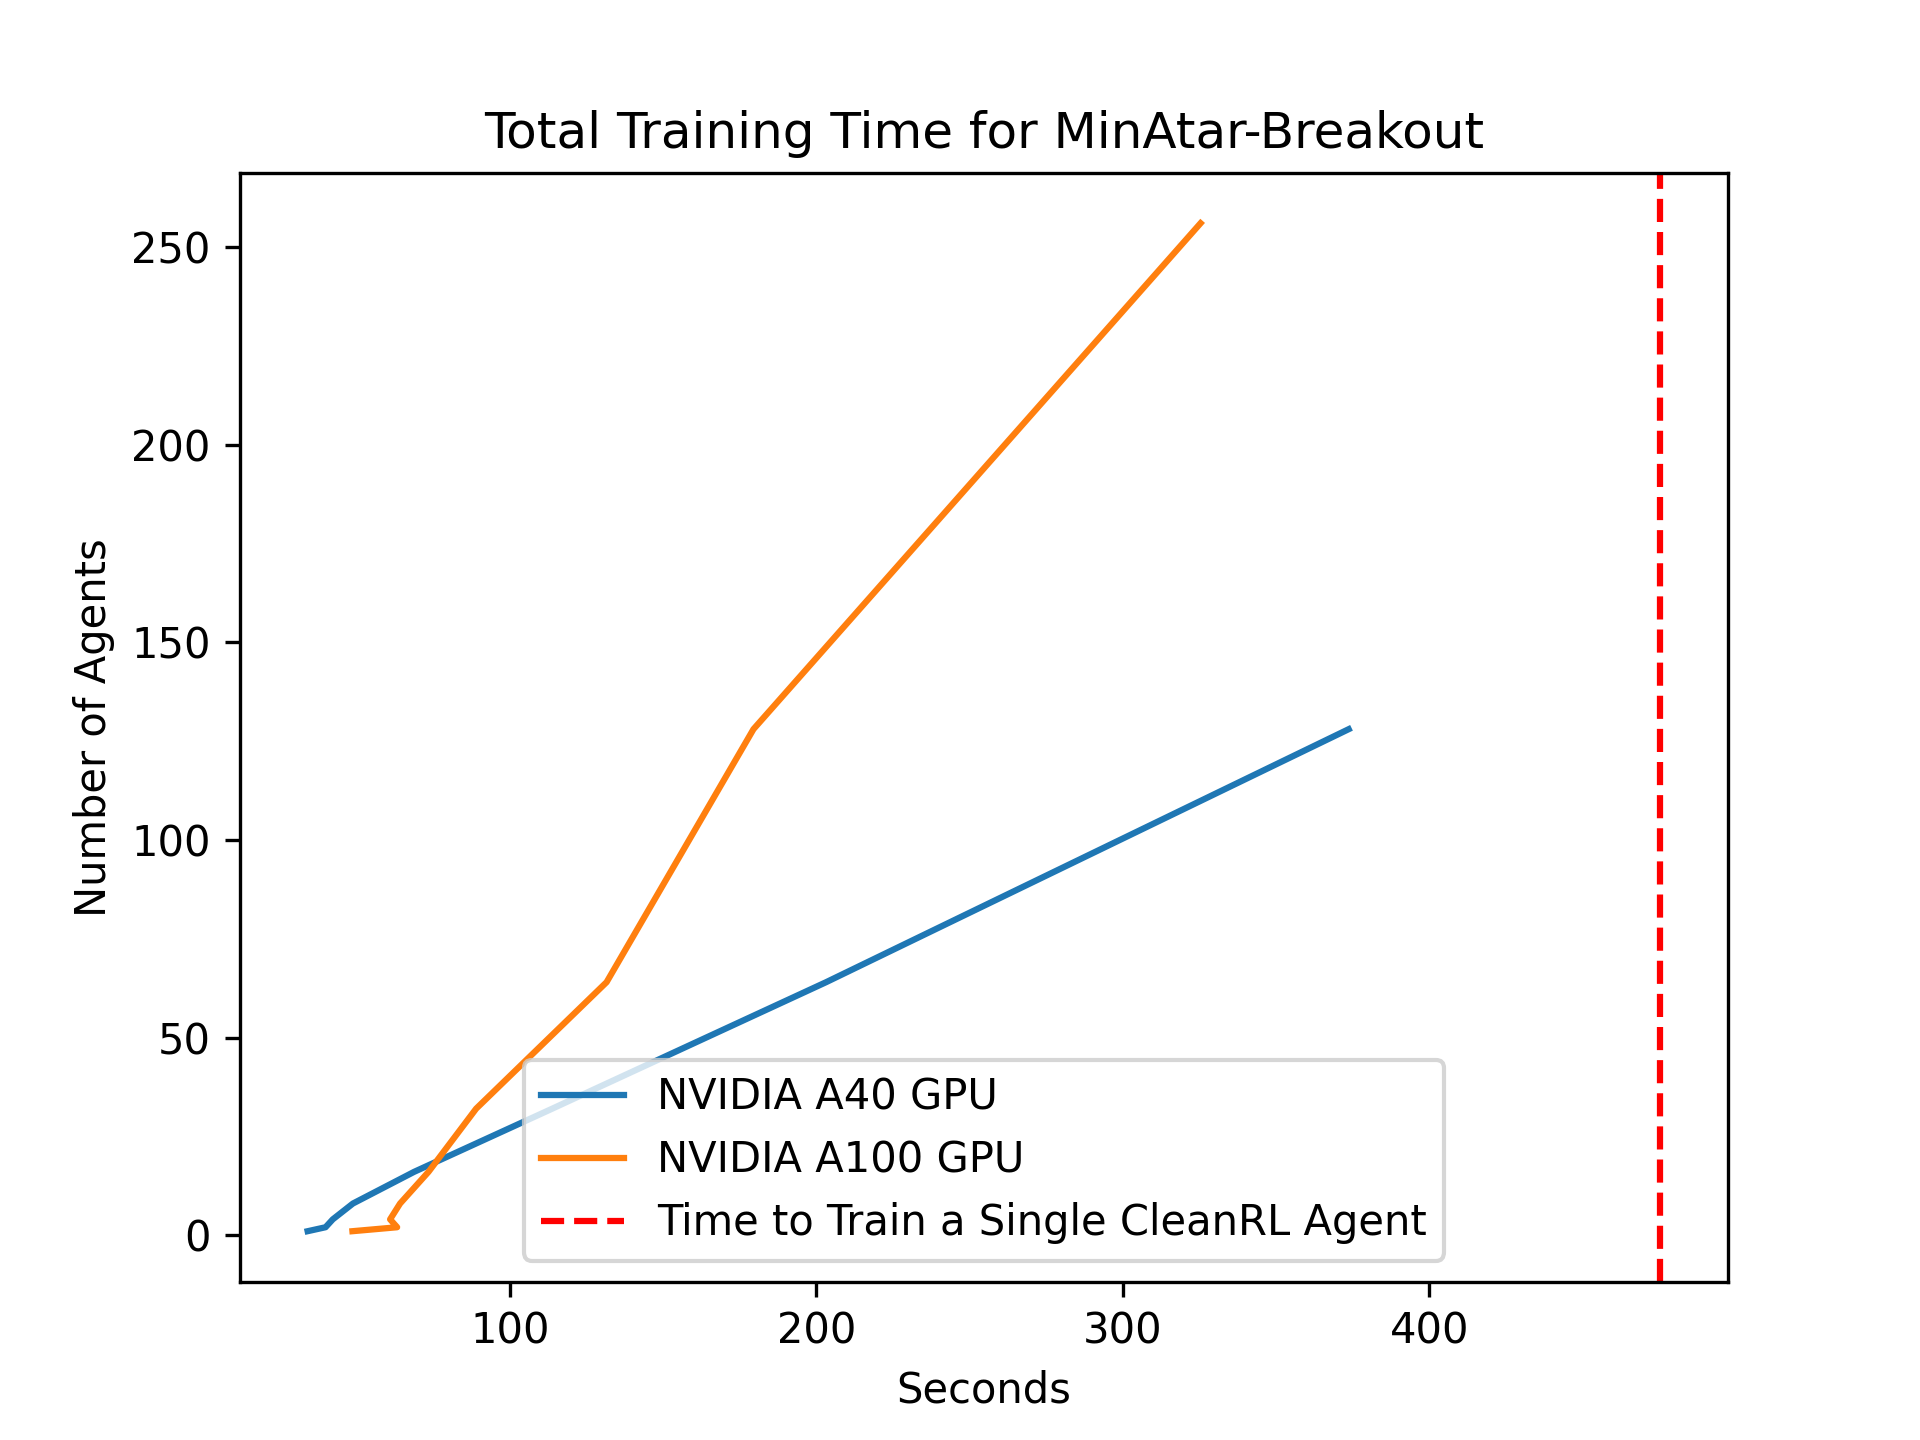 Total Training Time for MinAtar-Breakout
Number of Agents
250
200
150
100
50
0
NVIDIA A40 GPU
NVIDIA A100 GPU
Time to Train a Single CleanRL Agent
100 200 300 400
Seconds